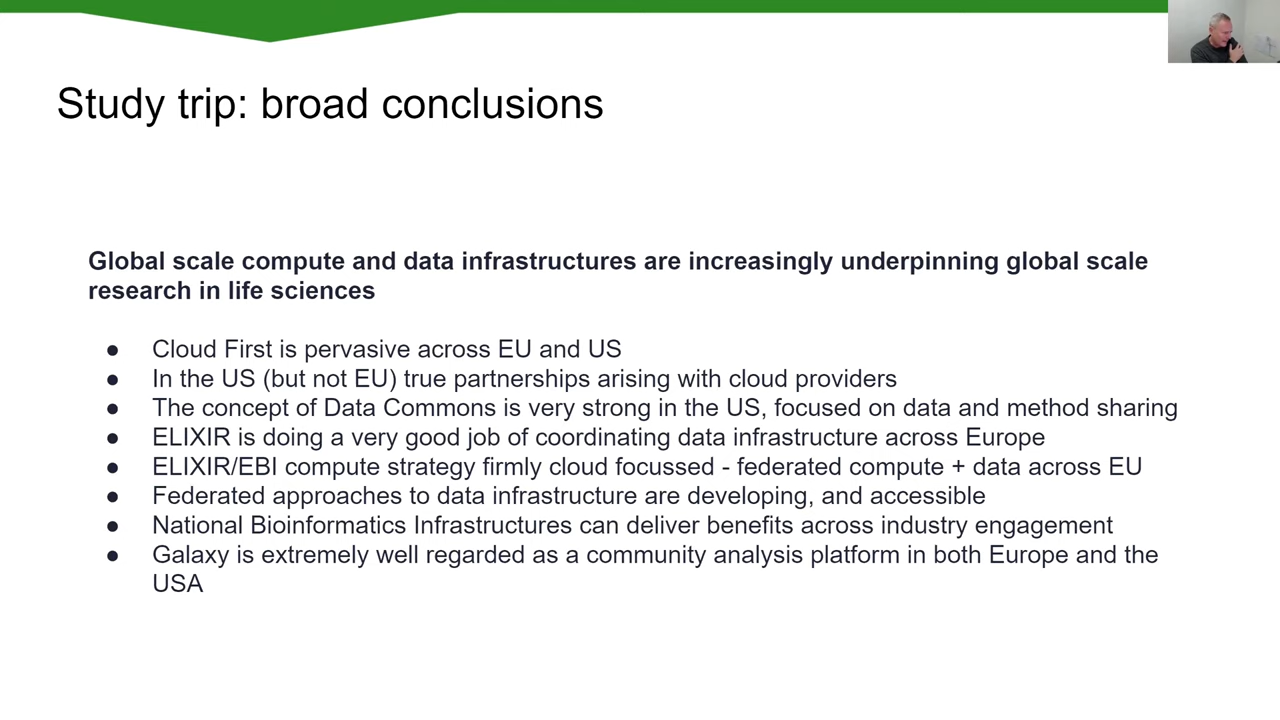 Study trip: broad conclusions
Global scale compute and data infrastructures are increasingly underpinning global scale
research in life sciences
● Cloud First is pervasive across EU and US
● In the US (but not EU) true partnerships arising with cloud providers
● The concept of Data Commons is very strong in the US, focused on data and method sharing
● ELIXIR is doing a very good job of coordinating data infrastructure across Europe
● ELIXIR/EBI compute strategy firmly cloud focussed - federated compute + data across EU
● Federated approaches to data infrastructure are developing, and accessible
● National Bioinformatics Infrastructures can deliver benefits across industry engagement
● Galaxy is extremely well regarded as a community analysis platform in both Europe and the
USA